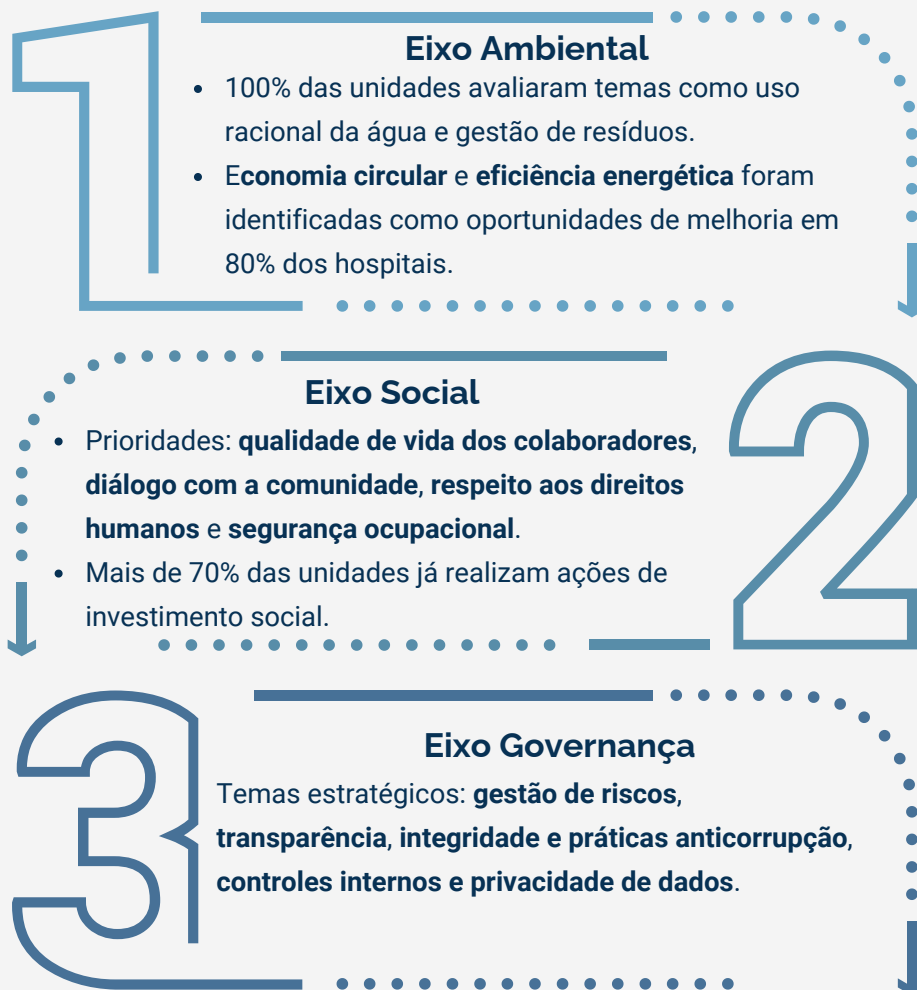 1
Eixo Ambiental
• 100% das unidades avaliaram temas como uso
racional da água e gestão de resíduos.
• Economia circular e eficiência energética foram
identificadas como oportunidades de melhoria em
80% dos hospitais.
2
Eixo Social
• Prioridades: qualidade de vida dos colaboradores,
diálogo com a comunidade, respeito aos direitos
humanos e segurança ocupacional.
• Mais de 70% das unidades já realizam ações de
investimento social.
3
Eixo Governança
Temas estratégicos: gestão de riscos,
transparência, integridade e práticas anticorrupção,
controles internos e privacidade de dados.